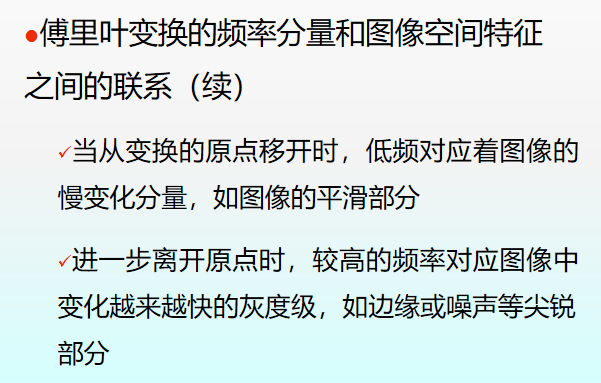 ●傅里叶变换的频率分量和图像空间特征
之间的联系（续）
✓当从变换的原点移开时，低频对应着图像的
慢变化分量，如图像的平滑部分
✓进一步离开原点时，较高的频率对应图像中
变化越来越快的灰度级，如边缘或噪声等尖锐
部分